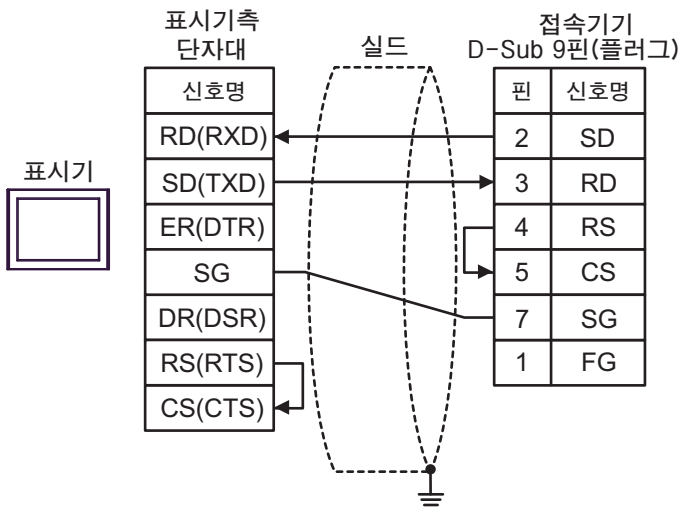 표시기측
단자대
실드
접속기기
D-Sub 9핀(플러그)
표시기
신호명
RD(RXD)
SD(TXD)
ER(DTR)
SG
DR(DSR)
RS(RTS)
CS(CTS)
핀 신호명
2 SD
3 RD
4 RS
5 CS
7 SG
1 FG